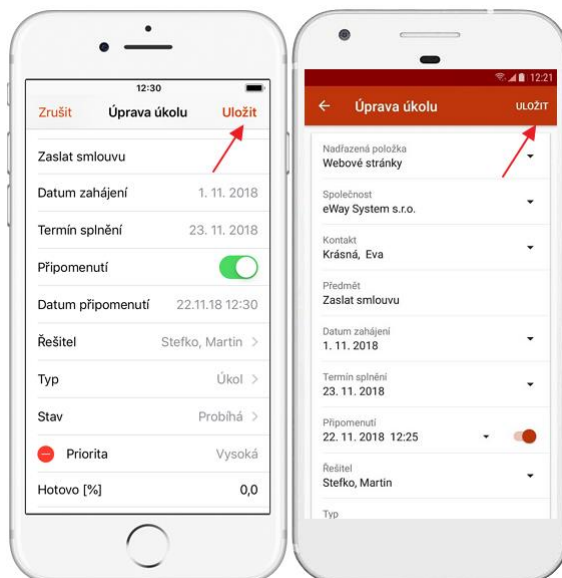 12:30
Zrušit Úprava úkolu Uložit
Zaslat smlouvu
Datum zahájení 1. 11. 2018
Termín splnění 23. 11. 2018
Připomenutí
Datum připomenutí 22.11.18 12:30
Řešitel Stefko, Martin
Typ Úkol
Stav Probíhá
Priorita Vysoká
Hotovo [%] 0,0
12:21
Úprava úkolu ULOŽIT
Nadřazená položka
Webové stránky
Společnost
eWay System s.r.o.
Kontakt
Krásná, Eva
Předmět
Zaslat smlouvu
Datum zahájení
1. 11. 2018
Termín splnění
23. 11. 2018
Připomenutí
22. 11. 2018 12:25
Řešitel
Stefko, Martin
Typ